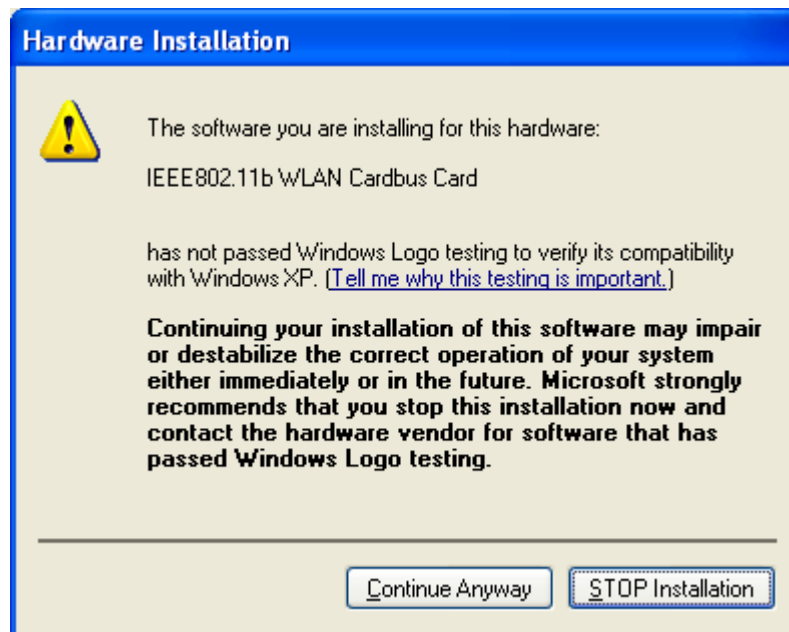 Hardware Installation
The software you are installing for this hardware:
IEEE802.11b WLAN Cardbus Card
has not passed Windows Logo testing to verify its compatibility
with Windows XP. (Tell me why this testing is important.)
Continuing your installation of this software may impair
or destabilize the correct operation of your system
either immediately or in the future. Microsoft strongly
recommends that you stop this installation now and
contact the hardware vendor for software that has
passed Windows Logo testing.
Continue Anyway STOP Installation